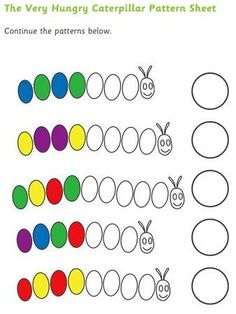 The Very Hungry Caterpillar Pattern Sheet
Continue the patterns below.